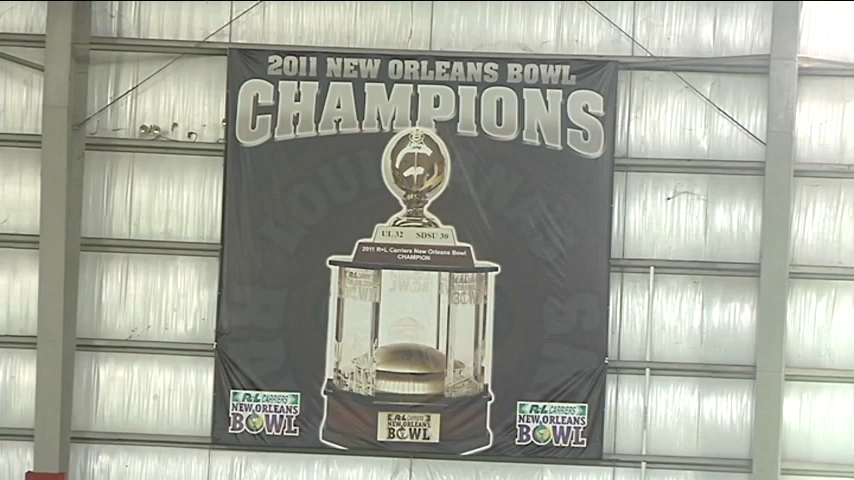 2011 NEW ORLEANS BOWL
CHAMPIONS
UL 32 SDSU 30
2011 R+L Carriers New Orleans Bowl
CHAMPION
R+L CARRIERS
NEW ORLEANS
BOWL
R+L CARRIERS
NEW ORLEANS
BOWL
R+L CARRIERS
NEW ORLEANS
BOWL